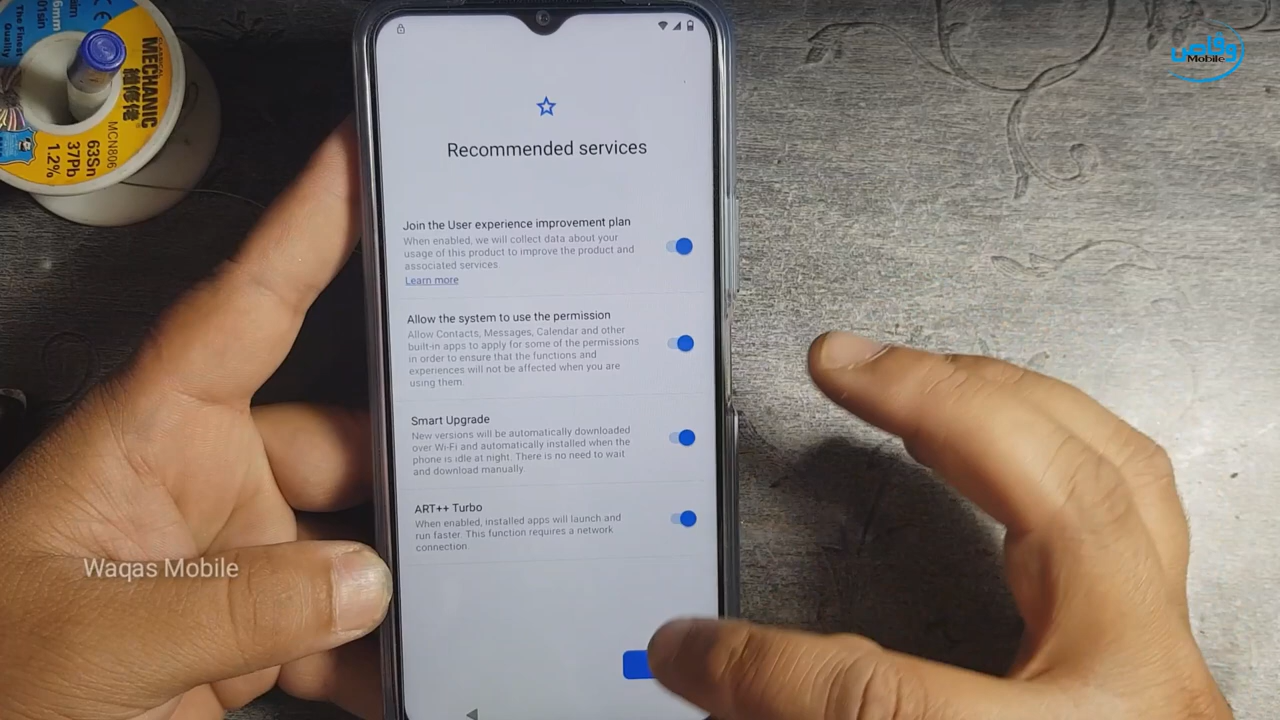 MECHANIC
MCN806
63Sn
37Pb
1.2%
The Finest
Quality
وقاص
Mobile
Recommended services
Join the User experience improvement plan
When enabled, we will collect data about your
usage of this product to improve the product and
associated services
Learn more
Allow the system to use the permission
Allow Contacts, Messages, Calendar and other
built-in apps to apply for some of the permissions
in order to ensure that the functions and
experiences will not be affected when you are
using them.
Smart Upgrade
New versions will be automatically downloaded
over Wi-Fi and automatically installed when the
phone is idle at night. There is no need to wait
and download manually.
ART++ Turbo
When enabled, installed apps will launch and
run faster. This function requires a network
connection.
Waqas Mobile